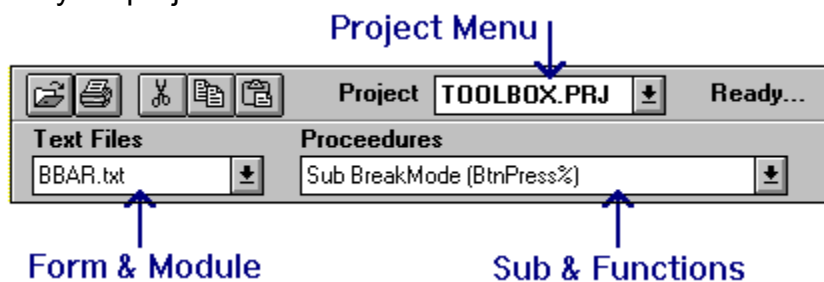 Project Menu
Project TOOLBOX.PRJ Ready...
Text Files Proceedures
BBAR.txt Sub BreakMode (BtnPress%)
Form & Module Sub & Functions